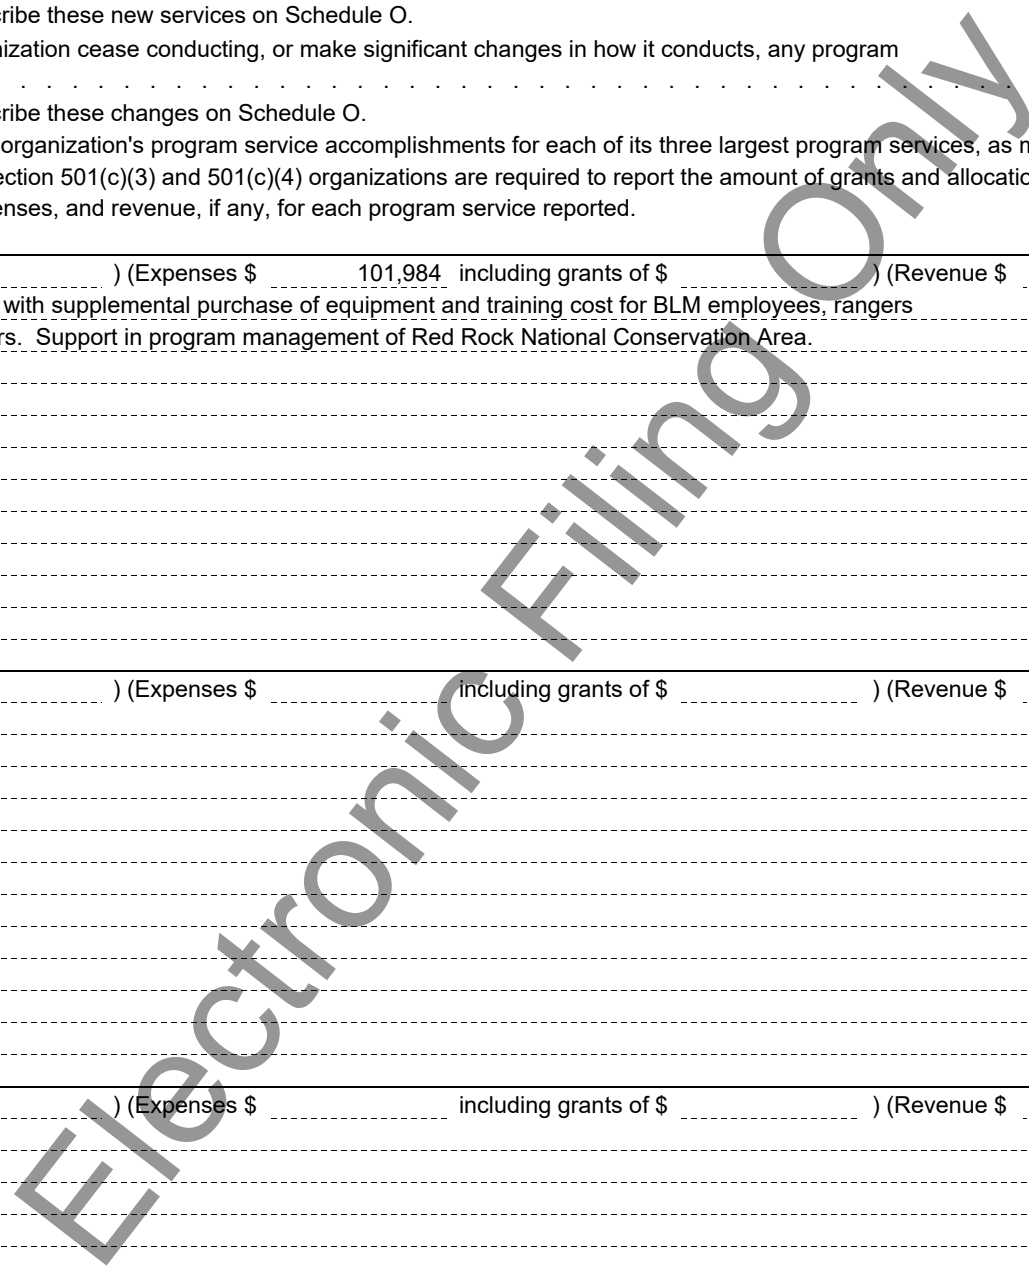 cribe these new services on Schedule O.
nization cease conducting, or make significant changes in how it conducts, any program
. . . . . . . . . . . . . . . . . . . . . . . . . . . . . . . . . . . . . . .
cribe these changes on Schedule O.
organization's program service accomplishments for each of its three largest program services, as m
ection 501(c)(3) and 501(c)(4) organizations are required to report the amount of grants and allocatio
enses, and revenue, if any, for each program service reported.
) (Expenses $ 101,984 including grants of $ ) (Revenue $
with supplemental purchase of equipment and training cost for BLM employees, rangers
rs. Support in program management of Red Rock National Conservation Area.
) (Expenses $ including grants of $ ) (Revenue $
) (Expenses $ including grants of $ ) (Revenue $
Electronic Filing Only